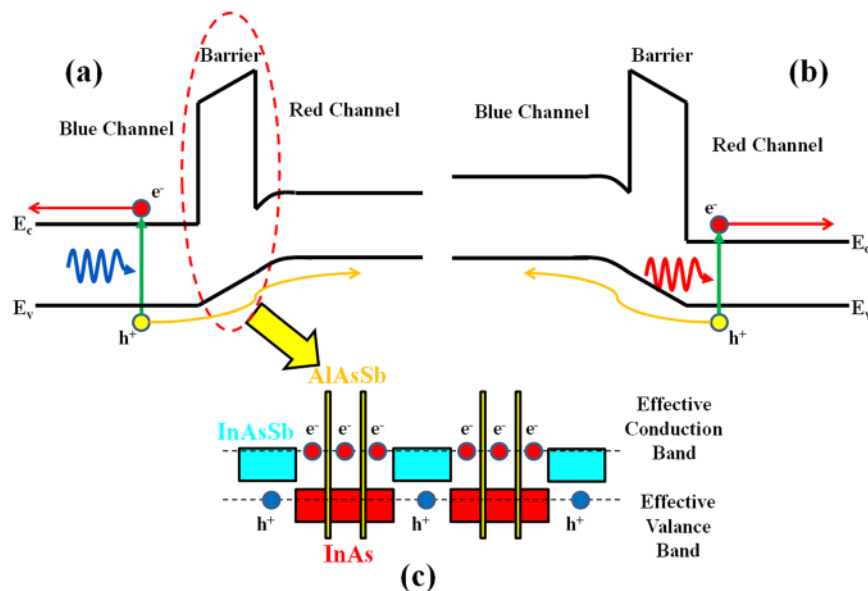 (a)
Barrier
Blue Channel
Red Channel
e-
Ec
Ev
h+
Barrier
(b)
Blue Channel
Red Channel
e-
Ec
Ev
h+
AlAsSb
InAsSb
e- e- e- e- e- e-
Effective
Conduction
Band
h+ h+ h+
Effective
Valance
Band
InAs
(c)